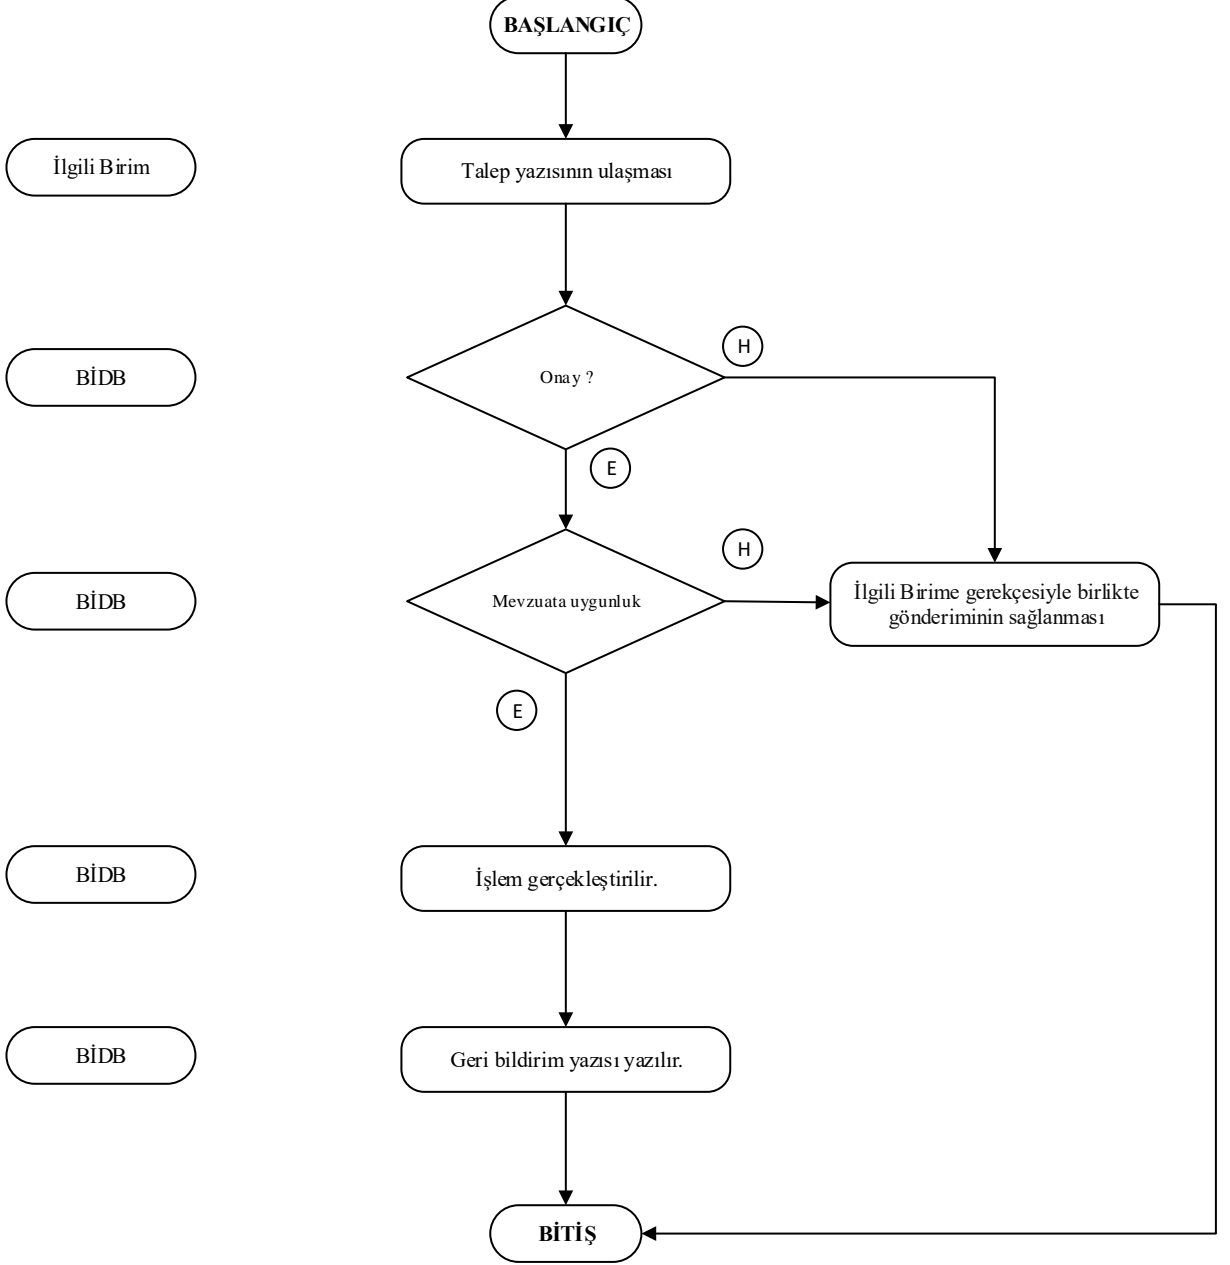 BAŞLANGIÇ
İlgili Birim
Talep yazısının ulaşması
H
BİDB
Onay ?
E
H
BİDB
Mevzuata uygunluk
İlgili Birime gerekçesiyle birlikte
gönderiminin sağlanması
E
BİDB
İşlem gerçekleştirilir.
BİDB
Geri bildirim yazısı yazılır.
BİTİŞ